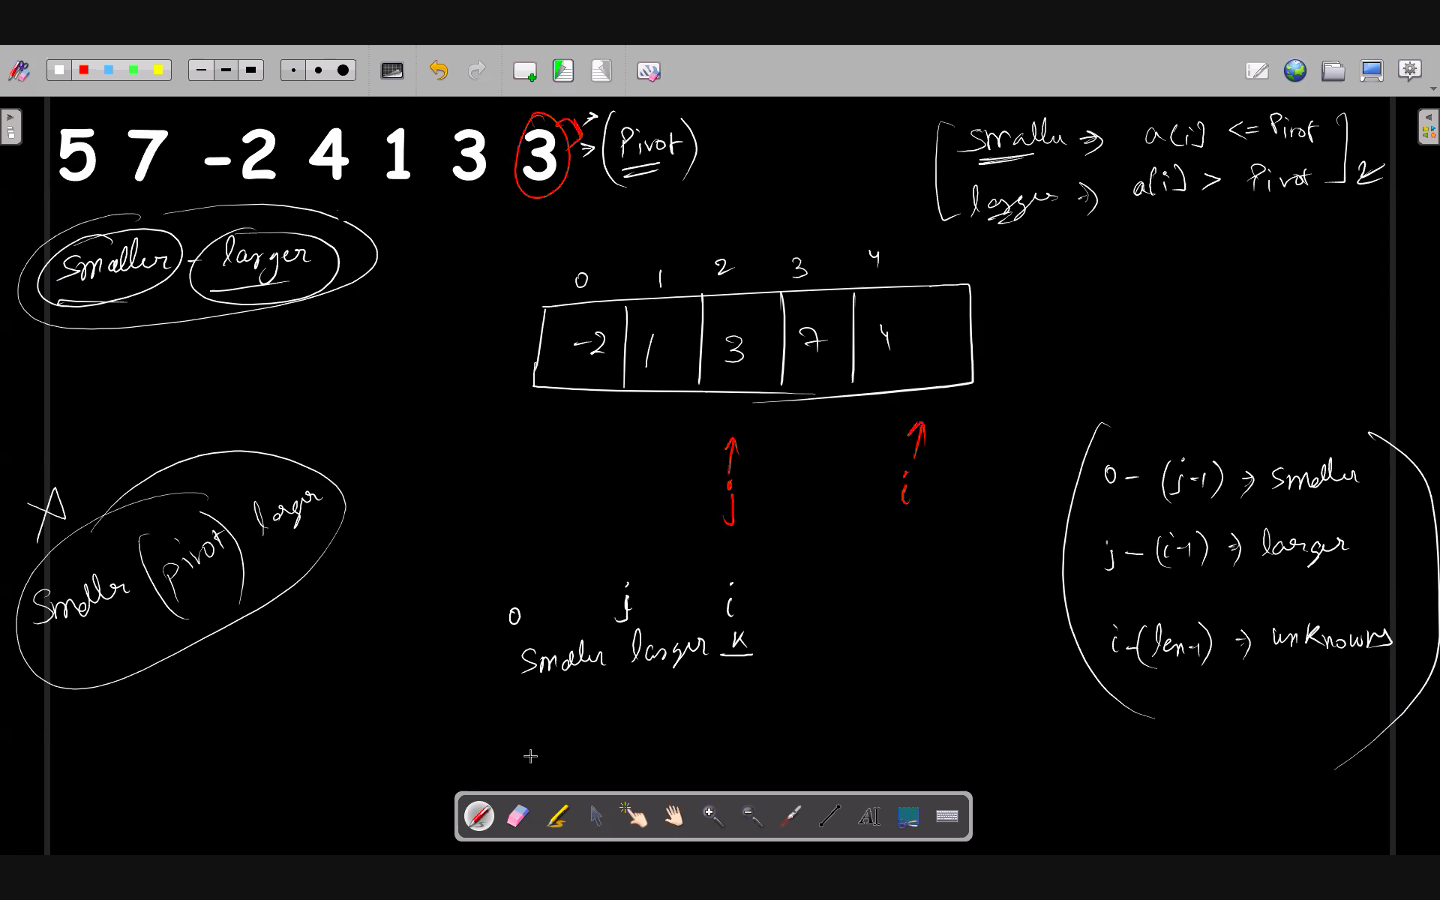 5 7 -2 4 1 3 3 (Pivot)
smaller => a[i] <= Pivot
larger => a[i] > Pivot
smaller - larger
0 1 2 3 4
-2 1 3 7 4
j i
0 - (j-1) => smaller
j - (i-1) => larger
i - (len-1) => unknowns
smaller (pivot) larger
0 j i
smaller larger K